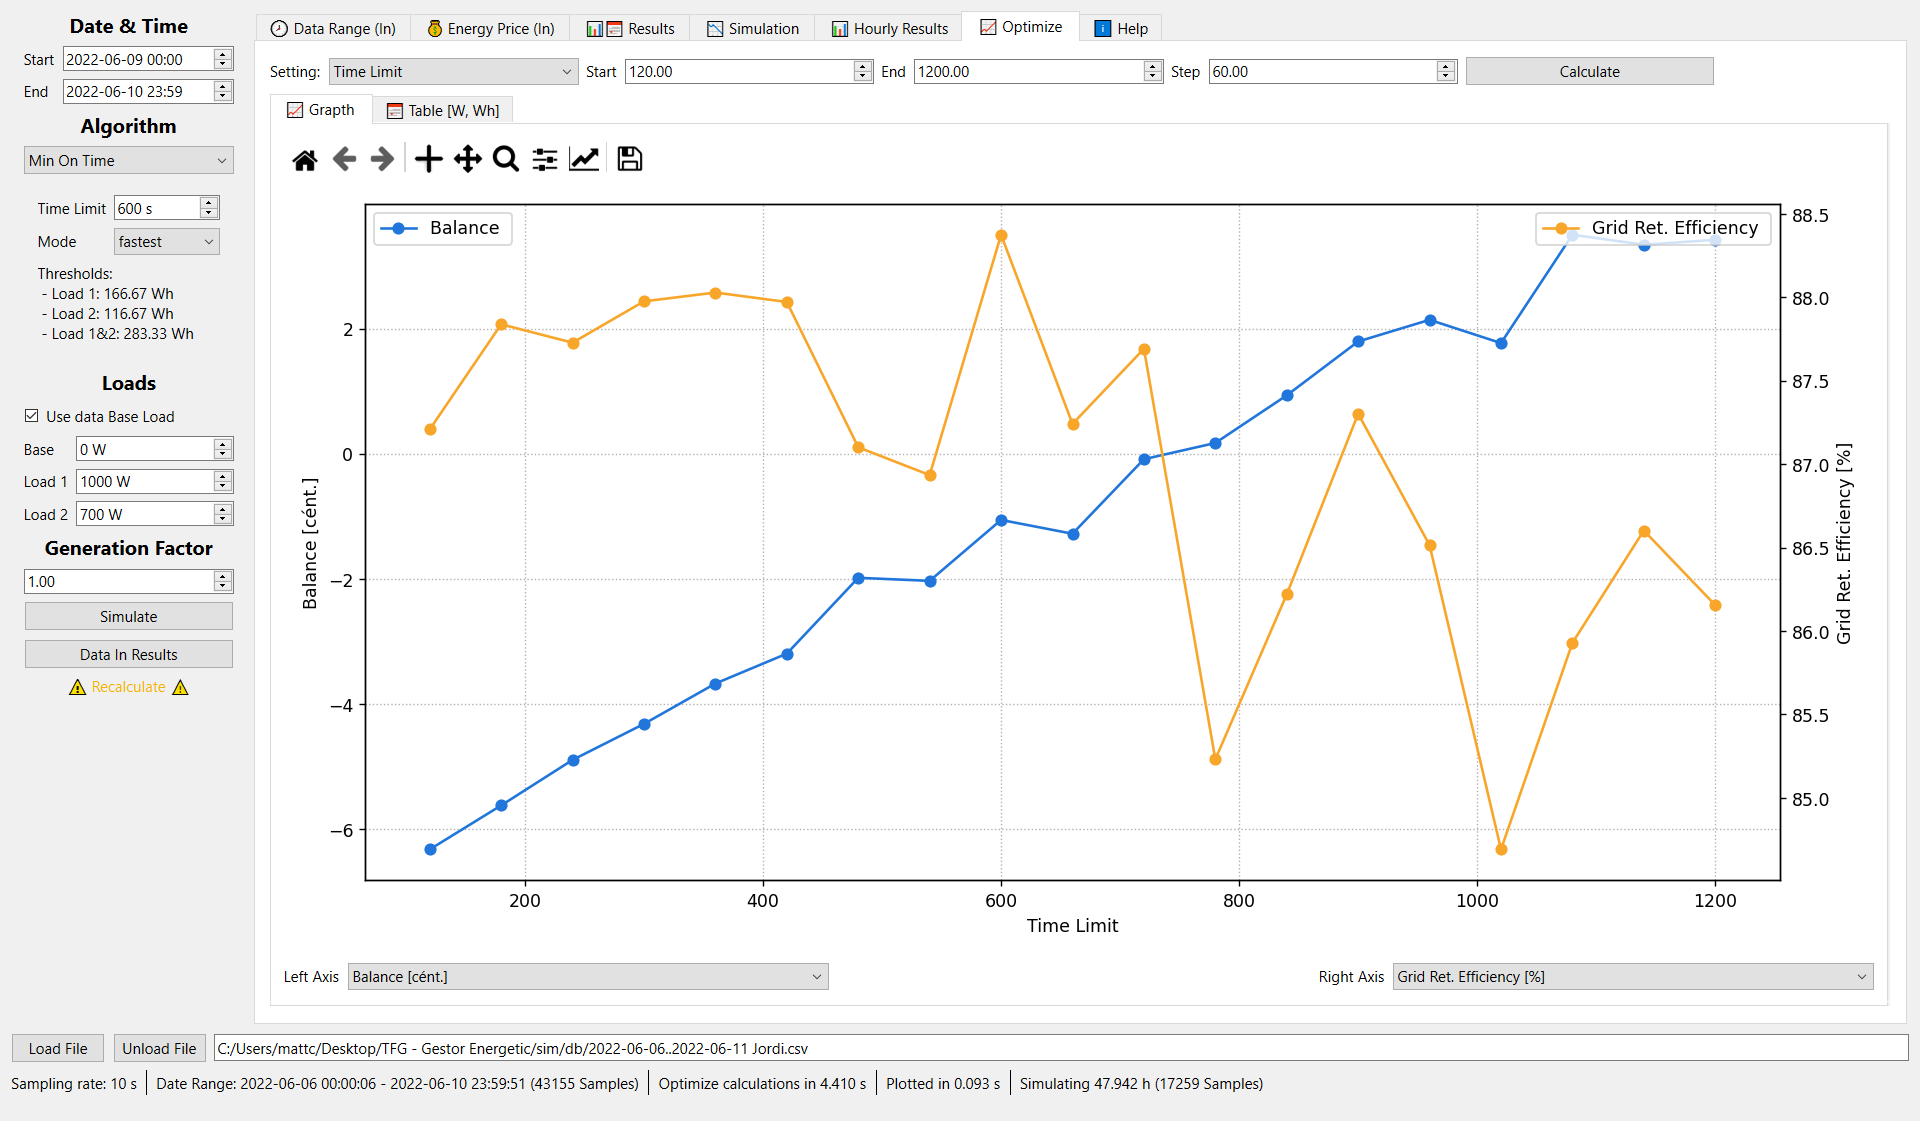 Date & Time
Start 2022-06-09 00:00
End 2022-06-10 23:59
Algorithm
Min On Time
Time Limit 600 s
Mode fastest
Thresholds:
- Load 1: 166.67 Wh
- Load 2: 116.67 Wh
- Load 1&2: 283.33 Wh
Loads
Use data Base Load
Base 0 W
Load 1 1000 W
Load 2 700 W
Generation Factor
1.00
Simulate
Data In Results
Recalculate
Data Range (In) Energy Price (In) Results Simulation Hourly Results Optimize Help
Setting: Time Limit Start 120.00 End 1200.00 Step 60.00 Calculate
Grapth Table [W, Wh]
Balance
Grid Ret. Efficiency
Balance [cént.]
2
0
−2
−4
−6
88.5
88.0
87.5
87.0
86.5
86.0
85.5
85.0
Grid Ret. Efficiency [%]
200 400 600 800 1000 1200
Time Limit
Left Axis Balance [cént.] Right Axis Grid Ret. Efficiency [%]
Load File Unload File C:/Users/mattc/Desktop/TFG - Gestor Energetic/sim/db/2022-06-06..2022-06-11 Jordi.csv
Sampling rate: 10 s Date Range: 2022-06-06 00:00:06 - 2022-06-10 23:59:51 (43155 Samples) Optimize calculations in 4.410 s Plotted in 0.093 s Simulating 47.942 h (17259 Samples)